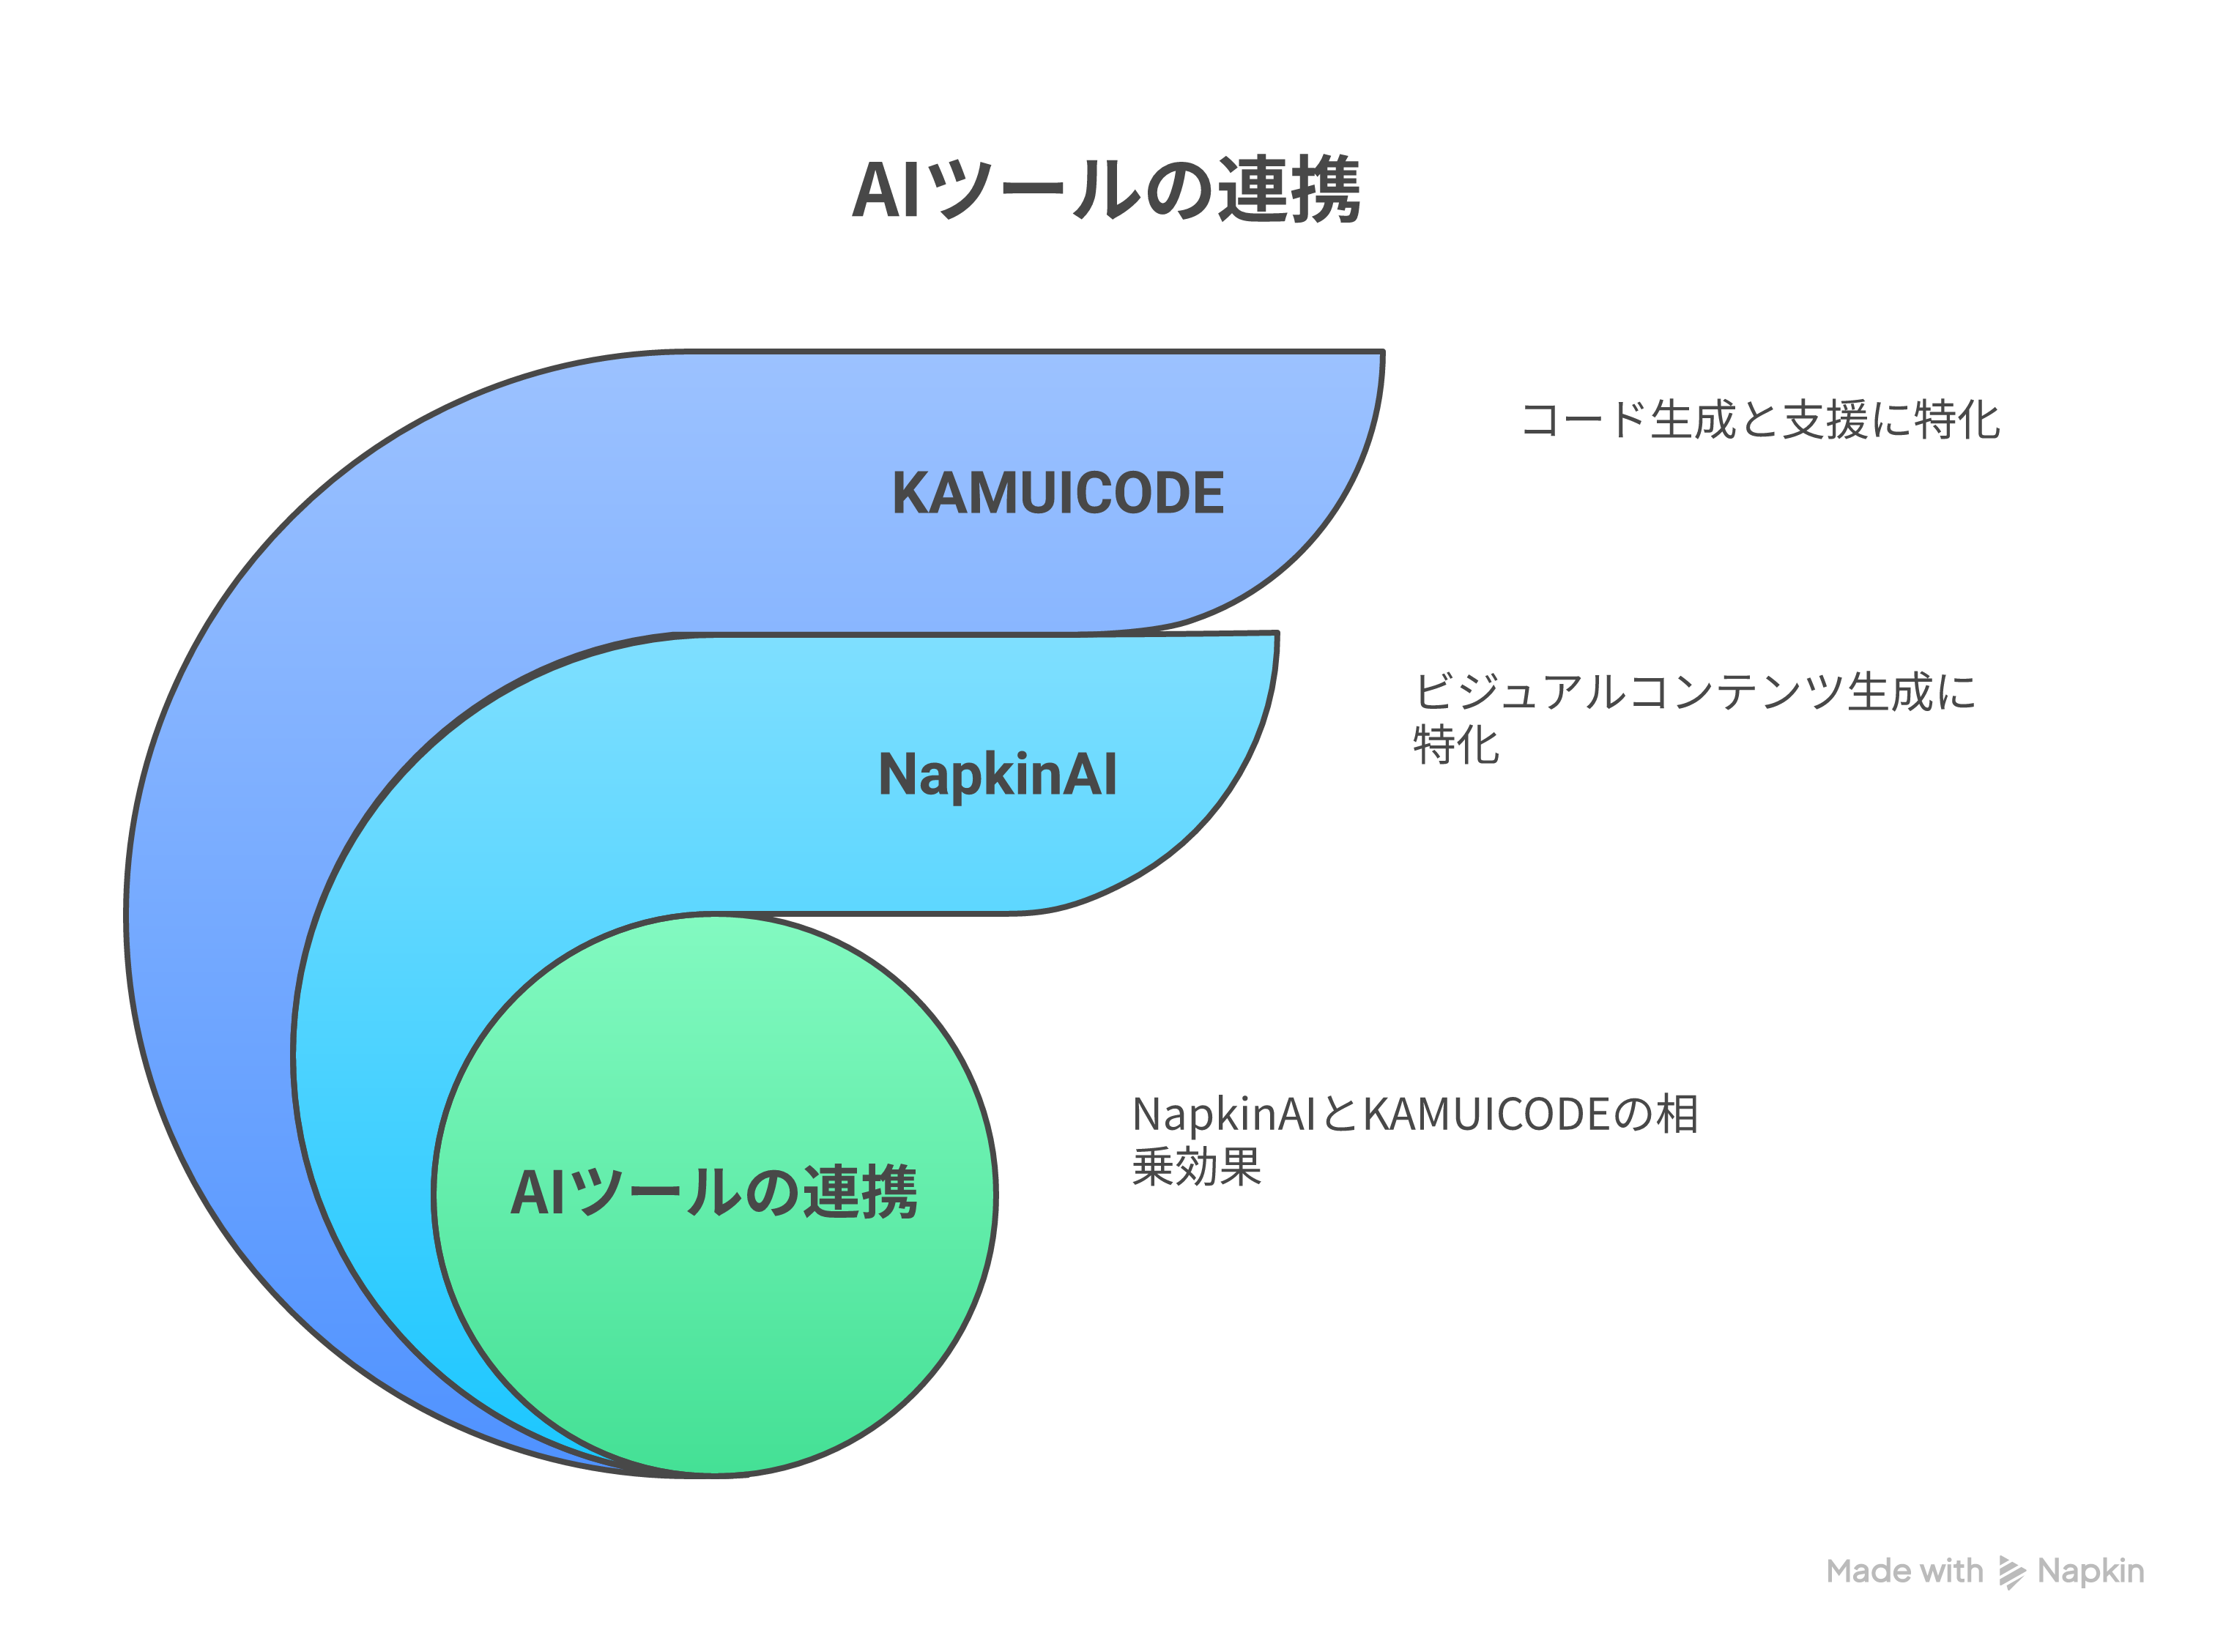 AIツールの連携
KAMUICODE
コード生成と支援に特化
NapkinAI
ビジュアルコンテンツ生成に
特化
AIツールの連携
NapkinAIとKAMUICODEの相
乗効果
Made with Napkin